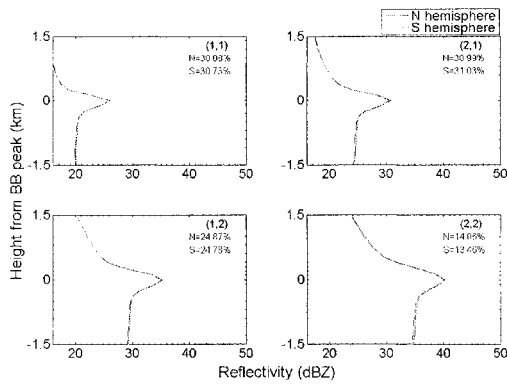 N hemisphere
S hemisphere
Height from BB peak (km)
1.5
0
-1.5
20
30
40
50
(1,1)
N=30.06%
S=30.73%
1.5
0
-1.5
20
30
40
50
(2,1)
N=30.99%
S=31.03%
1.5
0
-1.5
20
30
40
50
(1,2)
N=24.87%
S=24.78%
1.5
0
-1.5
20
30
40
50
(2,2)
N=14.06%
S=13.46%
Reflectivity (dBZ)